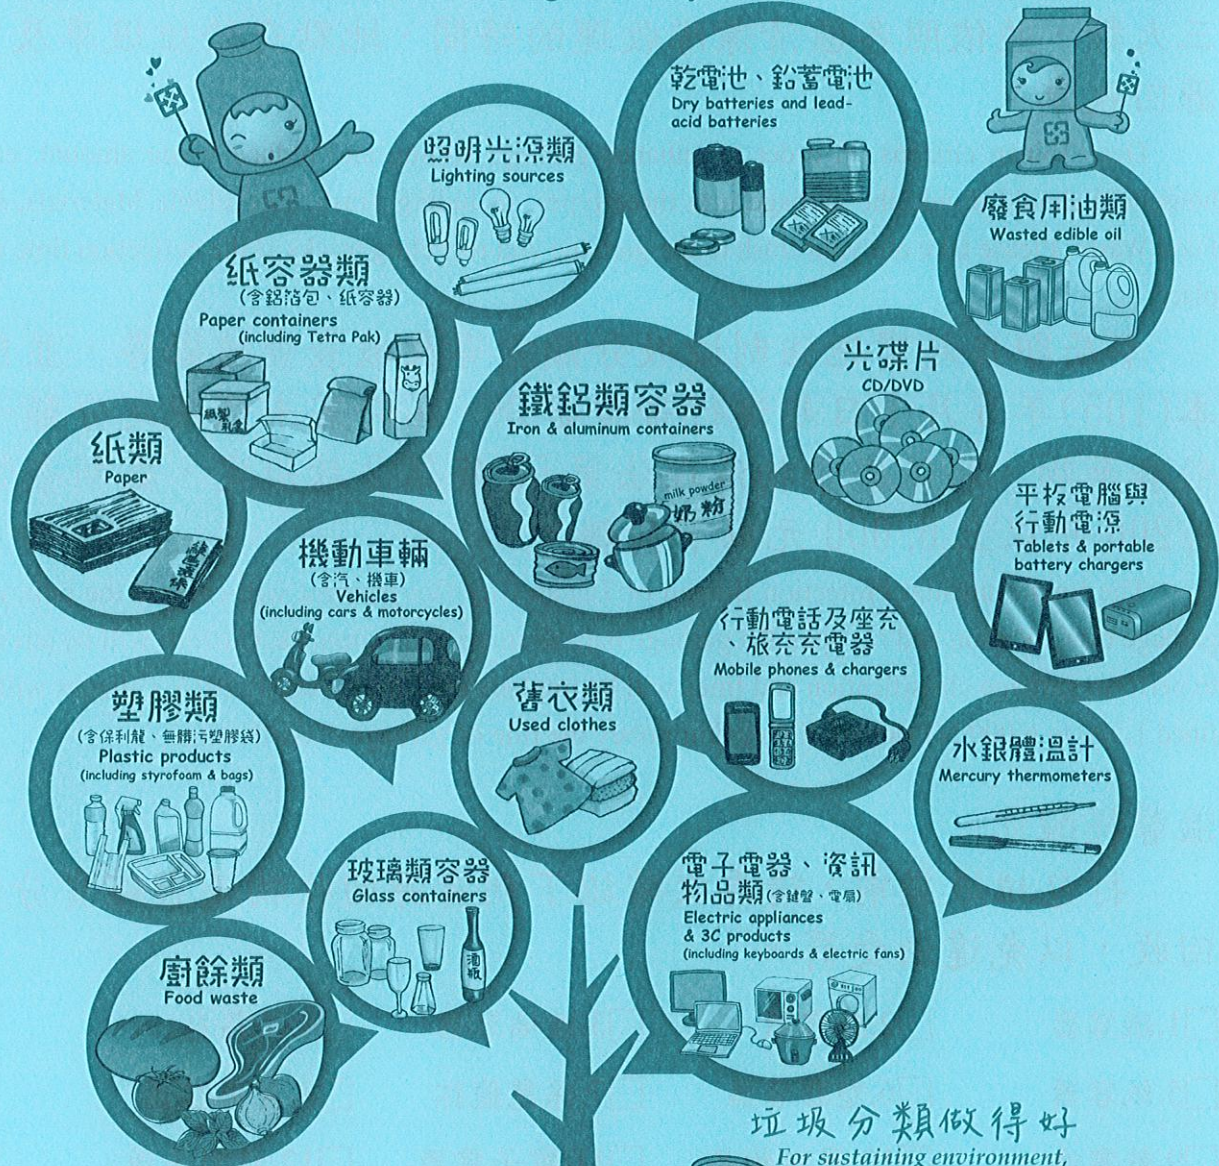 乾電池、鉛蓄電池
Dry batteries and lead-
acid batteries
照明光源類
Lighting sources
廢食用油類
Wasted edible oil
紙容器類
(含鋁箔包、紙容器)
Paper containers
(including Tetra Pak)
紙製
光碟片
CD/DVD
鐵鋁類容器
Iron & aluminum containers
milk powder
奶粉
紙類
Paper
平板電腦與
行動電源
Tablets & portable
battery chargers
機動車輛
(含汽、機車)
Vehicles
(including cars & motorcycles)
行動電話及座充
、旅充充電器
Mobile phones & chargers
塑膠類
(含保利龍、無髒污塑膠袋)
Plastic products
(including styrofoam & bags)
舊衣類
Used clothes
水銀體溫計
Mercury thermometers
玻璃類容器
Glass containers
酒瓶
電子電器、資訊
物品類(含鍵盤、電扇)
Electric appliances
& 3C products
(including keyboards & electric fans)
廚餘類
Food waste
垃圾分類做得好
For sustaining environment,